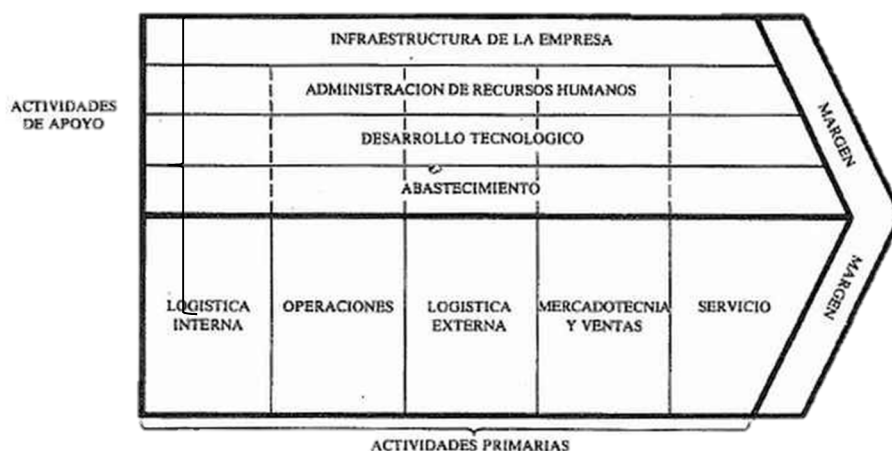 INFRAESTRUCTURA DE LA EMPRESA
ADMINISTRACION DE RECURSOS HUMANOS
ACTIVIDADES
DE APOYO
DESARROLLO TECNOLOGICO
ABASTECIMIENTO
MARGEN
MARGEN
LOGISTICA
INTERNA
OPERACIONES
LOGISTICA
EXTERNA
MERCADOTECNIA
Y VENTAS
SERVICIO
ACTIVIDADES PRIMARIAS